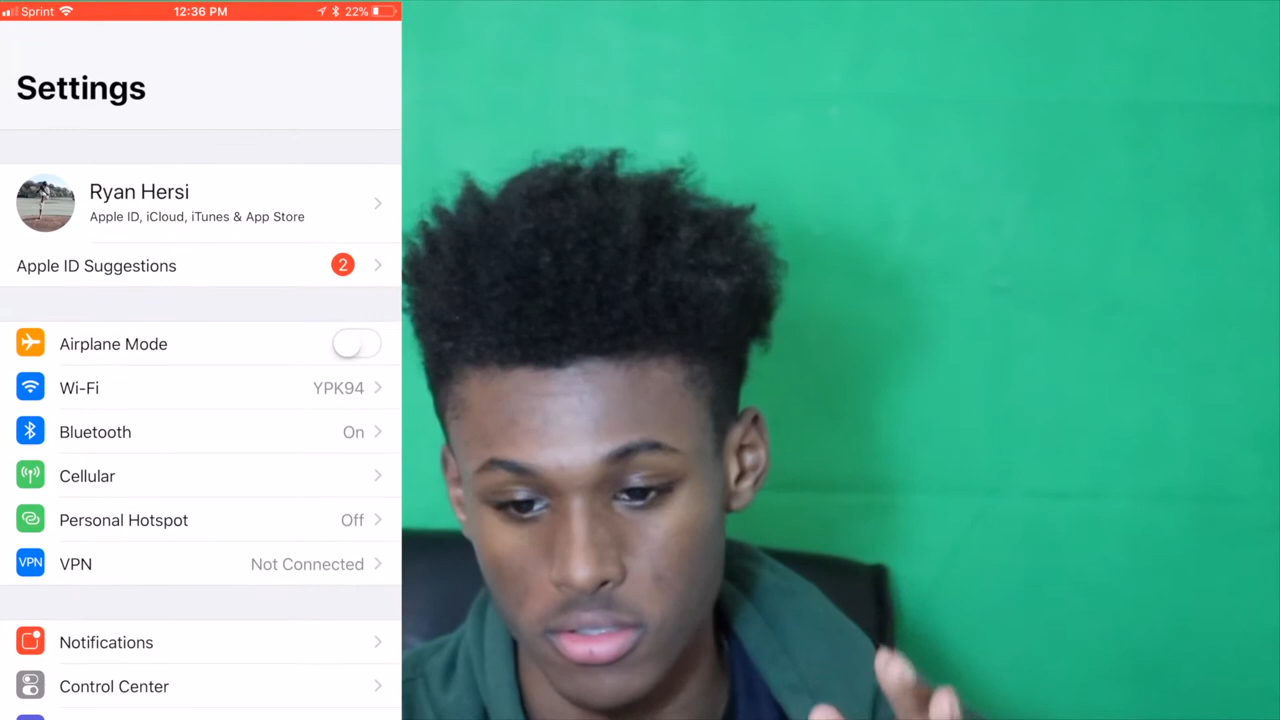 Sprint 12:36 PM 22%
Settings
Ryan Hersi
Apple ID, iCloud, iTunes & App Store
Apple ID Suggestions 2
Airplane Mode
Wi-Fi YPK94
Bluetooth On
Cellular
Personal Hotspot Off
VPN VPN Not Connected
Notifications
Control Center